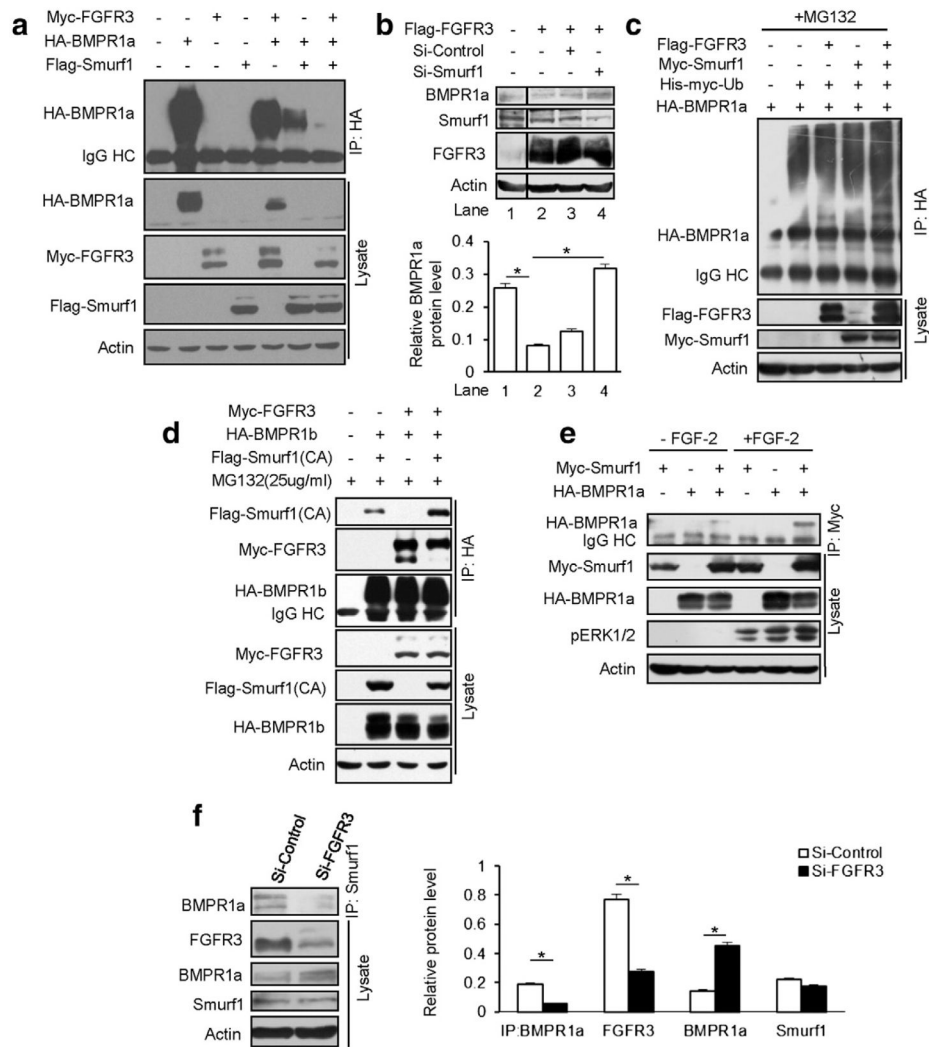 a
Myc-FGFR3 - - + - + - +
HA-BMPR1a - + - - + + +
Flag-Smurf1 - - - + - + +
HA-BMPR1a
IgG HC
IP: HA
HA-BMPR1a
Myc-FGFR3
Flag-Smurf1
Actin
Lysate
b
Flag-FGFR3 - + + +
Si-Control - - + -
Si-Smurf1 - - - +
BMPR1a
Smurf1
FGFR3
Actin
Lane 1 2 3 4
Relative BMPR1a
protein level
0.4
0.3
0.2
0.1
0
* *
Lane 1 2 3 4
c
+MG132
Flag-FGFR3 - - + - +
Myc-Smurf1 - - - + +
His-myc-Ub - + + + +
HA-BMPR1a + + + + +
HA-BMPR1a
IgG HC
IP: HA
Flag-FGFR3
Myc-Smurf1
Actin
Lysate
d
Myc-FGFR3 - - + +
HA-BMPR1b - + + +
Flag-Smurf1(CA) - + - +
MG132(25ug/ml) + + + +
Flag-Smurf1(CA)
Myc-FGFR3
HA-BMPR1b
IgG HC
IP: HA
Myc-FGFR3
Flag-Smurf1(CA)
HA-BMPR1b
Actin
Lysate
e
- FGF-2 +FGF-2
Myc-Smurf1 + - + + - +
HA-BMPR1a - + + - + +
HA-BMPR1a
IgG HC
IP: Myc
Myc-Smurf1
HA-BMPR1a
pERK1/2
Actin
Lysate
f
Si-Control
Si-FGFR3
BMPR1a
IP: Smurf1
FGFR3
BMPR1a
Smurf1
Actin
Lysate
Relative protein level
1
0.8
0.6
0.4
0.2
0
* * *
Si-Control
Si-FGFR3
IP:BMPR1a FGFR3 BMPR1a Smurf1